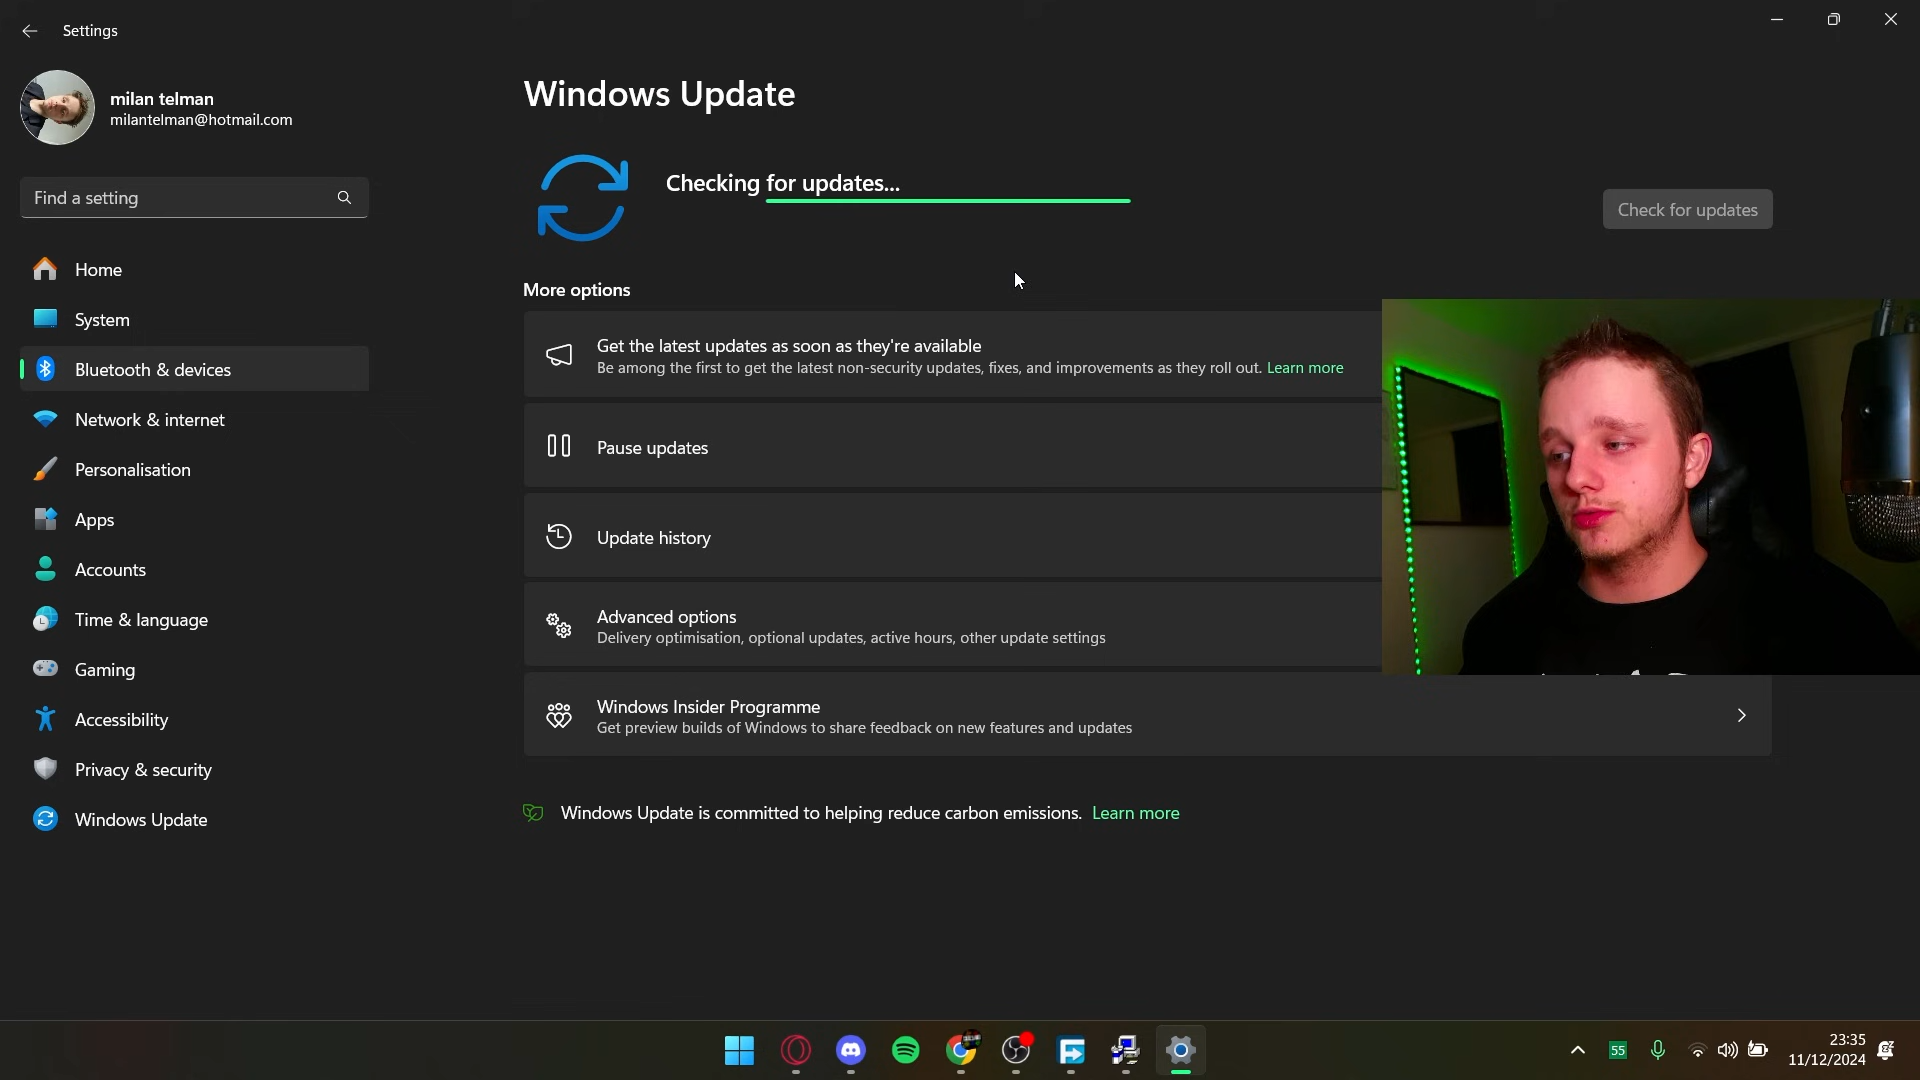 Settings
milan telman
milantelman@hotmail.com
Find a setting
Home
System
Bluetooth & devices
Network & internet
Personalisation
Apps
Accounts
Time & language
Gaming
Accessibility
Privacy & security
Windows Update
Windows Update
Checking for updates...
Check for updates
More options
Get the latest updates as soon as they're available
Be among the first to get the latest non-security updates, fixes, and improvements as they roll out. Learn more
Pause updates
Update history
Advanced options
Delivery optimisation, optional updates, active hours, other update settings
Windows Insider Programme
Get preview builds of Windows to share feedback on new features and updates
Windows Update is committed to helping reduce carbon emissions. Learn more
55
23:35
11/12/2024